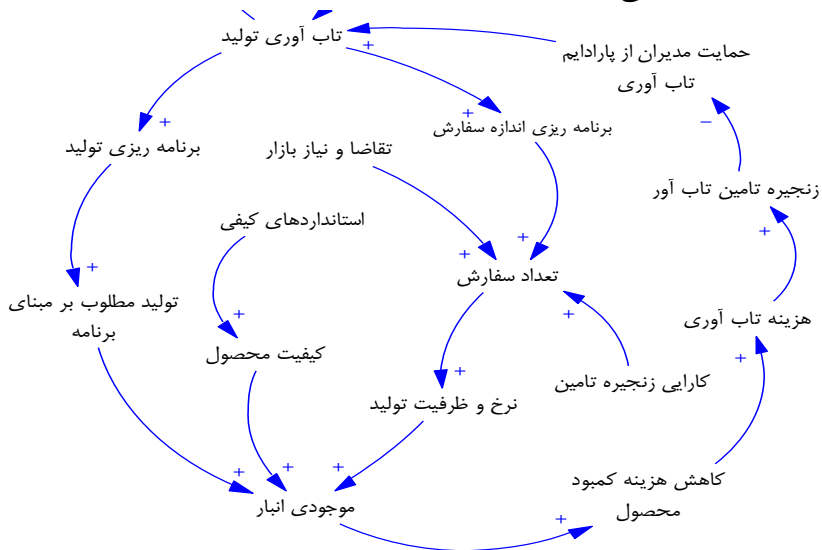 تاب آوری تولید
حمایت مدیران از پارادایم
تاب آوری
برنامه ریزی اندازه سفارش
تقاضا و نیاز بازار
برنامه ریزی تولید
زنجیره تامین تاب آور
استانداردهای کیفی
تعداد سفارش
تولید مطلوب بر مبنای
برنامه
هزینه تاب آوری
کیفیت محصول
کارایی زنجیره تامین
نرخ و ظرفیت تولید
کاهش هزینه کمبود
محصول
موجودی انبار